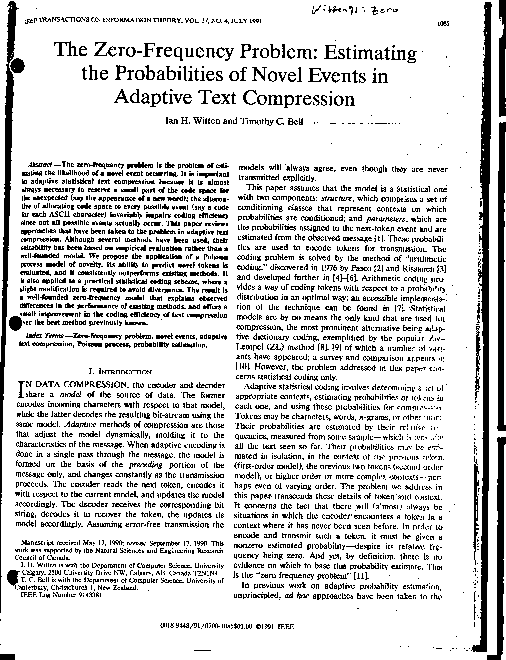 IEEE TRANSACTIONS ON INFORMATION THEORY, VOL. 37, NO. 4, JULY 1991
1085
The Zero-Frequency Problem: Estimating
the Probabilities of Novel Events in
Adaptive Text Compression
Ian H. Witten and Timothy C. Bell
Abstract—The zero-frequency problem is the problem of esti-
mating the likelihood of a novel event occurring. It is important
in adaptive statistical text compression because it is almost
always necessary to reserve a small part of the code space for
the unexpected (say the appearance of a new word); the alterna-
tive of allocating code space to every possible event (say a code
for each ASCII character) invariably impairs coding efficiency
since not all possible events actually occur. This paper reviews
approaches that have been taken to the problem in adaptive text
compression. Although several methods have been used, their
suitability has been based on empirical evaluation rather than a
well-founded model. We propose the application of a Poisson
process model of novelty. Its ability to predict novel tokens is
evaluated, and it consistently outperforms existing methods. It
is also applied to a practical statistical coding scheme, where a
slight modification is required to avoid divergence. The result is
a well-founded zero-frequency model that explains observed
differences in the performance of existing methods, and offers a
small improvement in the coding efficiency of text compression
over the best method previously known.
Index Terms—Zero-frequency problem, novel events, adaptive
text compression, Poisson process, probability estimation.
I. INTRODUCTION
IN DATA COMPRESSION, the encoder and decoder
share a model of the source of data. The former
encodes incoming characters with respect to that model,
while the latter decodes the resulting bit-stream using the
same model. Adaptive methods of compression are those
that adjust the model dynamically, molding it to the
characteristics of the message. When adaptive encoding is
done in a single pass through the message, the model is
formed on the basis of the preceding portion of the
message only, and changes constantly as the transmission
proceeds. The encoder reads the next token, encodes it
with respect to the current model, and updates the model
accordingly. The decoder receives the corresponding bit
string, decodes it to recover the token, the updates its
model accordingly. Assuming error-free transmission the
Manuscript received May 17, 1990; revised September 17, 1990. This
work was supported by the Natural Sciences and Engineering Research
Council of Canada.
I. H. Witten is with the Department of Computer Science, University
Calgary, 2500 University Drive NW, Calgary, Canada T2N1N4.
T. C. Bell is with the Department of Computer Science, University of
Canterbury, Christchurch 1, New Zealand.
IEEE Log Number
models will always agree, even though they are never
transmitted explicitly.
This paper assumes that the model is a statistical one
with two components: structure, which comprises a set of
conditioning classes that represent contexts on which
probabilities are conditioned; and parameters, which are
the probabilities assigned to the next-token event and are
estimated from the observed message. These probabili-
ties are used to encode tokens for transmission. The
coding problem is solved by the method of "arithmetic
coding," discovered in 1976 by Pasco [2] and Rissanen [3]
and developed further in [4]–[6]. Arithmetic coding pro-
vides a way of coding tokens with respect to a probability
distribution in an optimal way; an accessible implementa-
tion of the technique can be found in [7]. Statistical
models are by no means the only kind that are used for
compression, the most prominent alternative being adap-
tive dictionary coding, exemplified by the popular Ziv–
Lempel (ZL) method [8], [9] of which a number of vari-
ants have appeared; a survey and comparison appears in
[10]. However, the problem addressed in this paper con-
cerns statistical coding only.
Adaptive statistical coding involves determining a set of
appropriate contexts, estimating probabilities of tokens in
each one, and using these probabilities for compression.
Tokens may be characters, words, n-grams, or other
Their probabilities are estimated by their relative fre-
quencies, measured from some sample—which is
all the text seen so far. Their probabilities may be esti-
mated in isolation, in the context of the previous token
(first-order model), the previous two tokens (second-order
model), or higher order or more complex contexts—per-
haps even of varying order. The problem we address in
this paper transcends these details of token and context.
It concerns the fact that there will (almost) always be
situations in which the encoder encounters a token in a
context where it has never been seen before. In order to
encode and transmit such a token, it must be given a
nonzero estimated probability—despite its relative fre-
quency being zero. And yet, by definition, there is no
evidence on which to base this probability estimate. This
is the "zero frequency problem" [11].
In previous work on adaptive probability estimation,
unprincipled, ad hoc approaches have been taken to the
©1991 IEEE